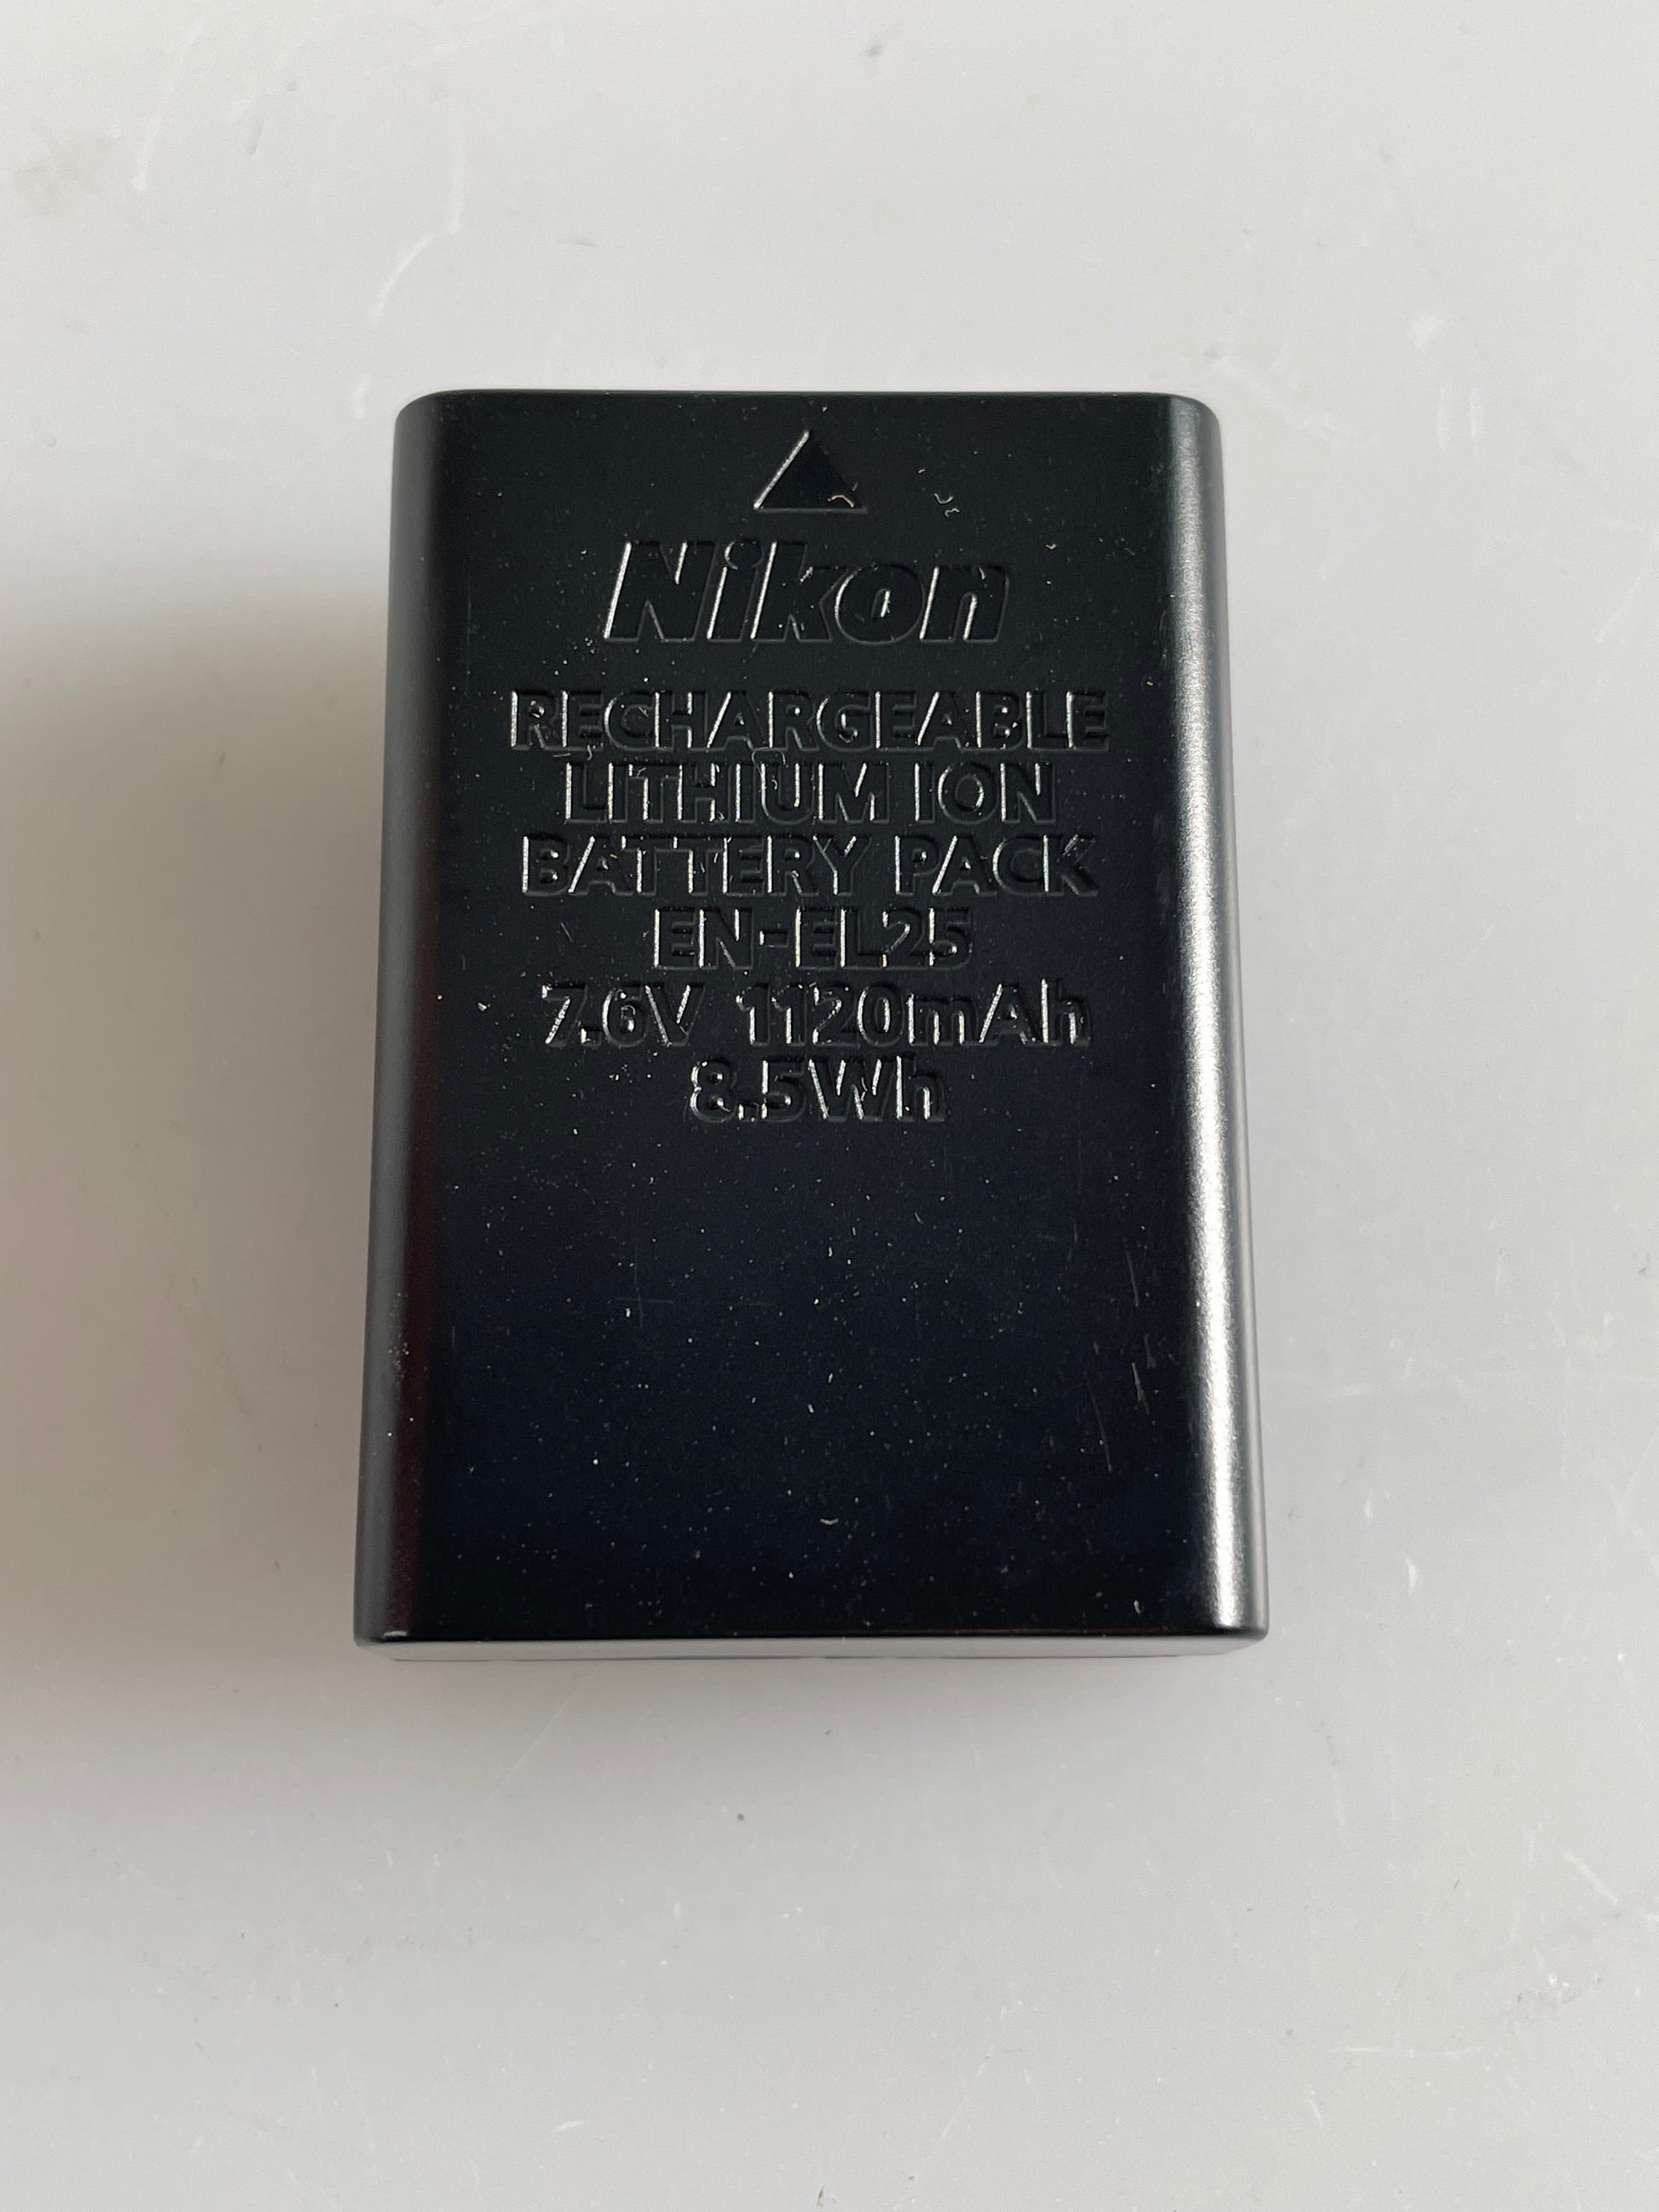 Nikon
RECHARGEABLE
LITHIUM ION
BATTERY PACK
EN-EL25
7.6V 1120mAh
8.5Wh